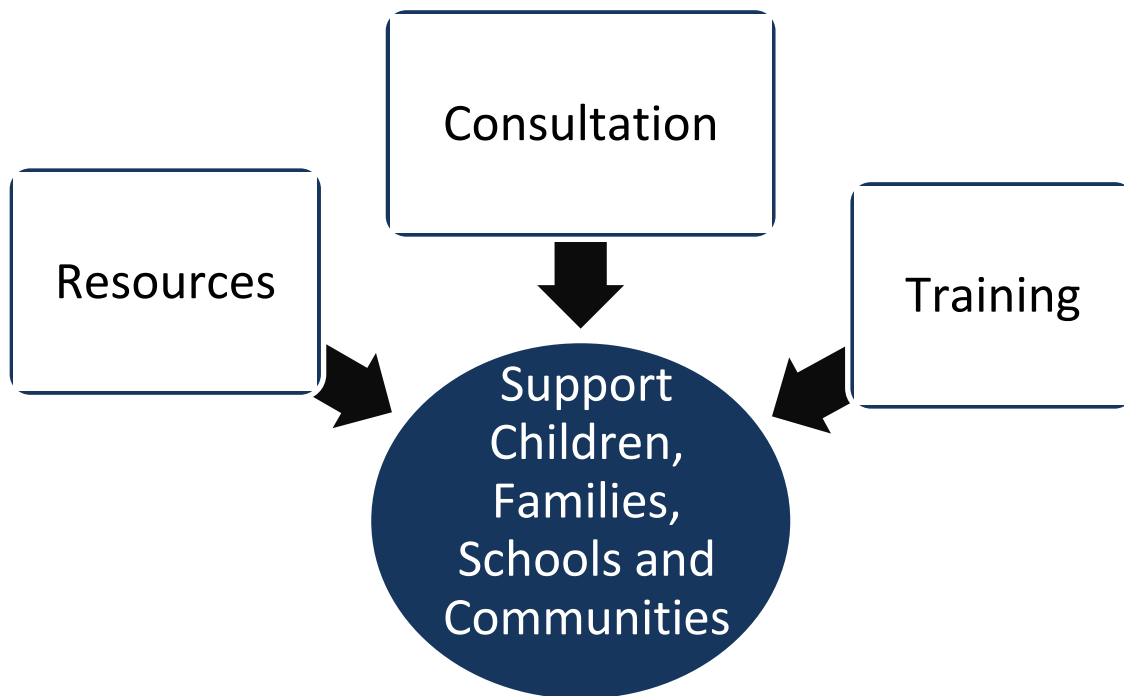 Consultation
Resources
Training
Support
Children,
Families,
Schools and
Communities